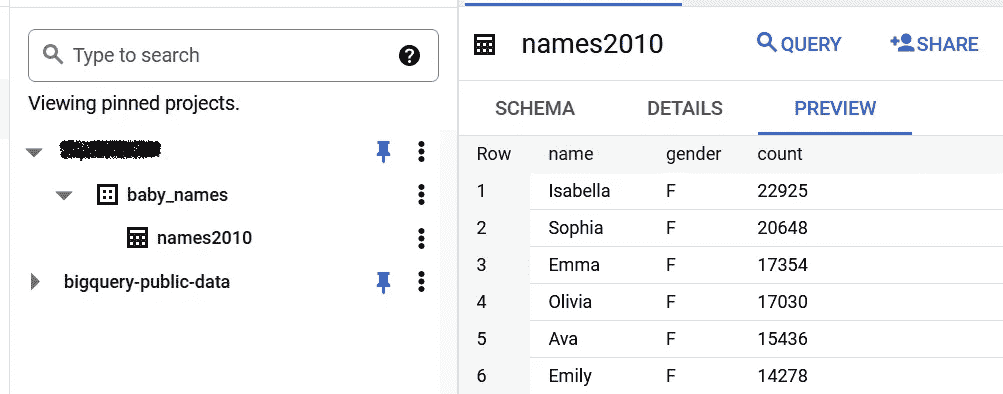 Type to search
?
Viewing pinned projects.
baby_names
names2010
bigquery-public-data
names2010 QUERY SHARE
SCHEMA DETAILS PREVIEW
Row name gender count
1 Isabella F 22925
2 Sophia F 20648
3 Emma F 17354
4 Olivia F 17030
5 Ava F 15436
6 Emily F 14278